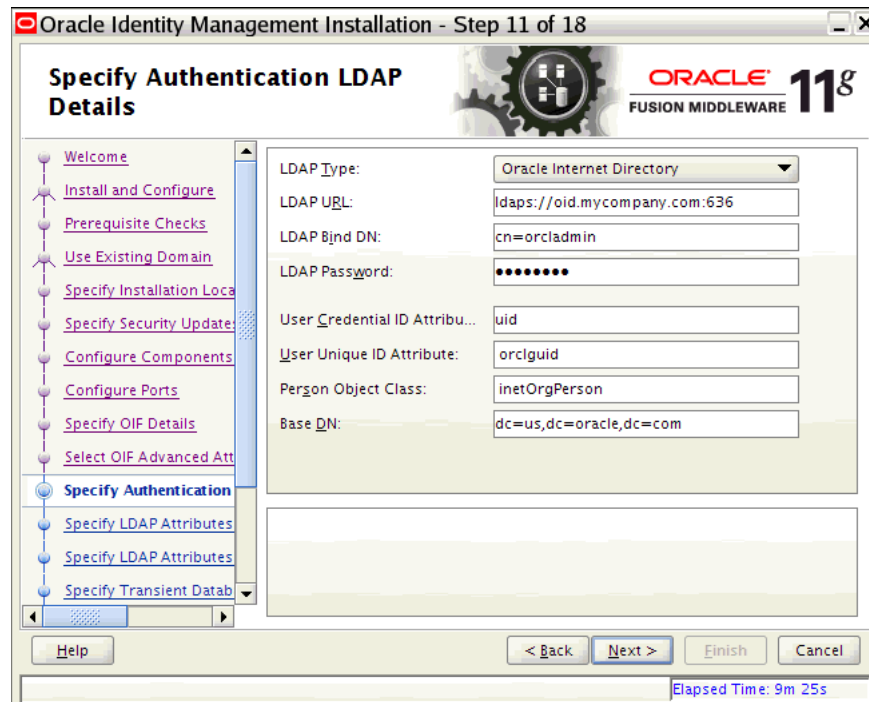 Oracle Identity Management Installation - Step 11 of 18
Specify Authentication LDAP
Details
ORACLE
FUSION MIDDLEWARE 11g
Welcome
Install and Configure
Prerequisite Checks
Use Existing Domain
Specify Installation Loca
Specify Security Updates
Configure Components
Configure Ports
Specify OIF Details
Select OIF Advanced Att
Specify Authentication
Specify LDAP Attributes
Specify LDAP Attributes
Specify Transient Datab
LDAP Type: Oracle Internet Directory
LDAP URL: ldaps://oid.mycompany.com:636
LDAP Bind DN: cn=orcladmin
LDAP Password: ••••••••
User Credential ID Attribu... uid
User Unique ID Attribute: orclguid
Person Object Class: inetOrgPerson
Base DN: dc=us,dc=oracle,dc=com
Help
< Back
Next >
Finish
Cancel
Elapsed Time: 9m 25s